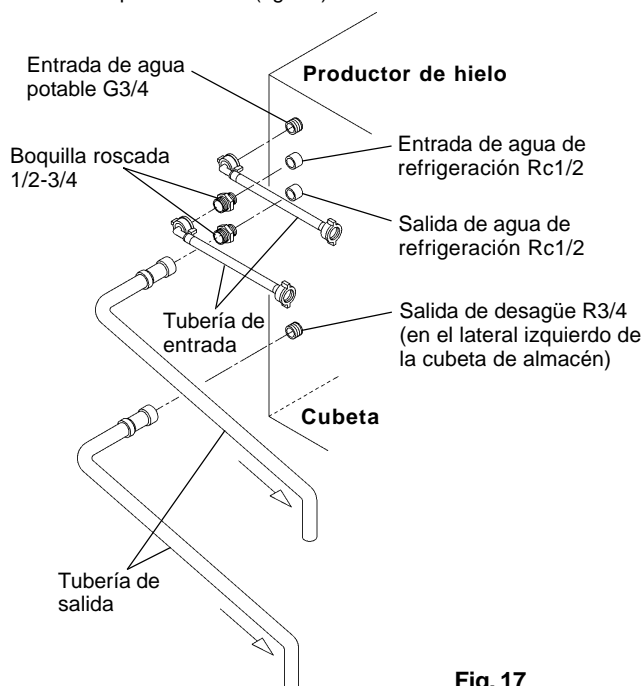 Entrada de agua
potable G3/4
Productor de hielo
Boquilla roscada
1/2-3/4
Entrada de agua de
refrigeración Rc1/2
Salida de agua de
refrigeración Rc1/2
Tubería de
entrada
Salida de desagüe R3/4
(en el lateral izquierdo de
la cubeta de almacén)
Cubeta
Tubería de
salida
Fig. 17